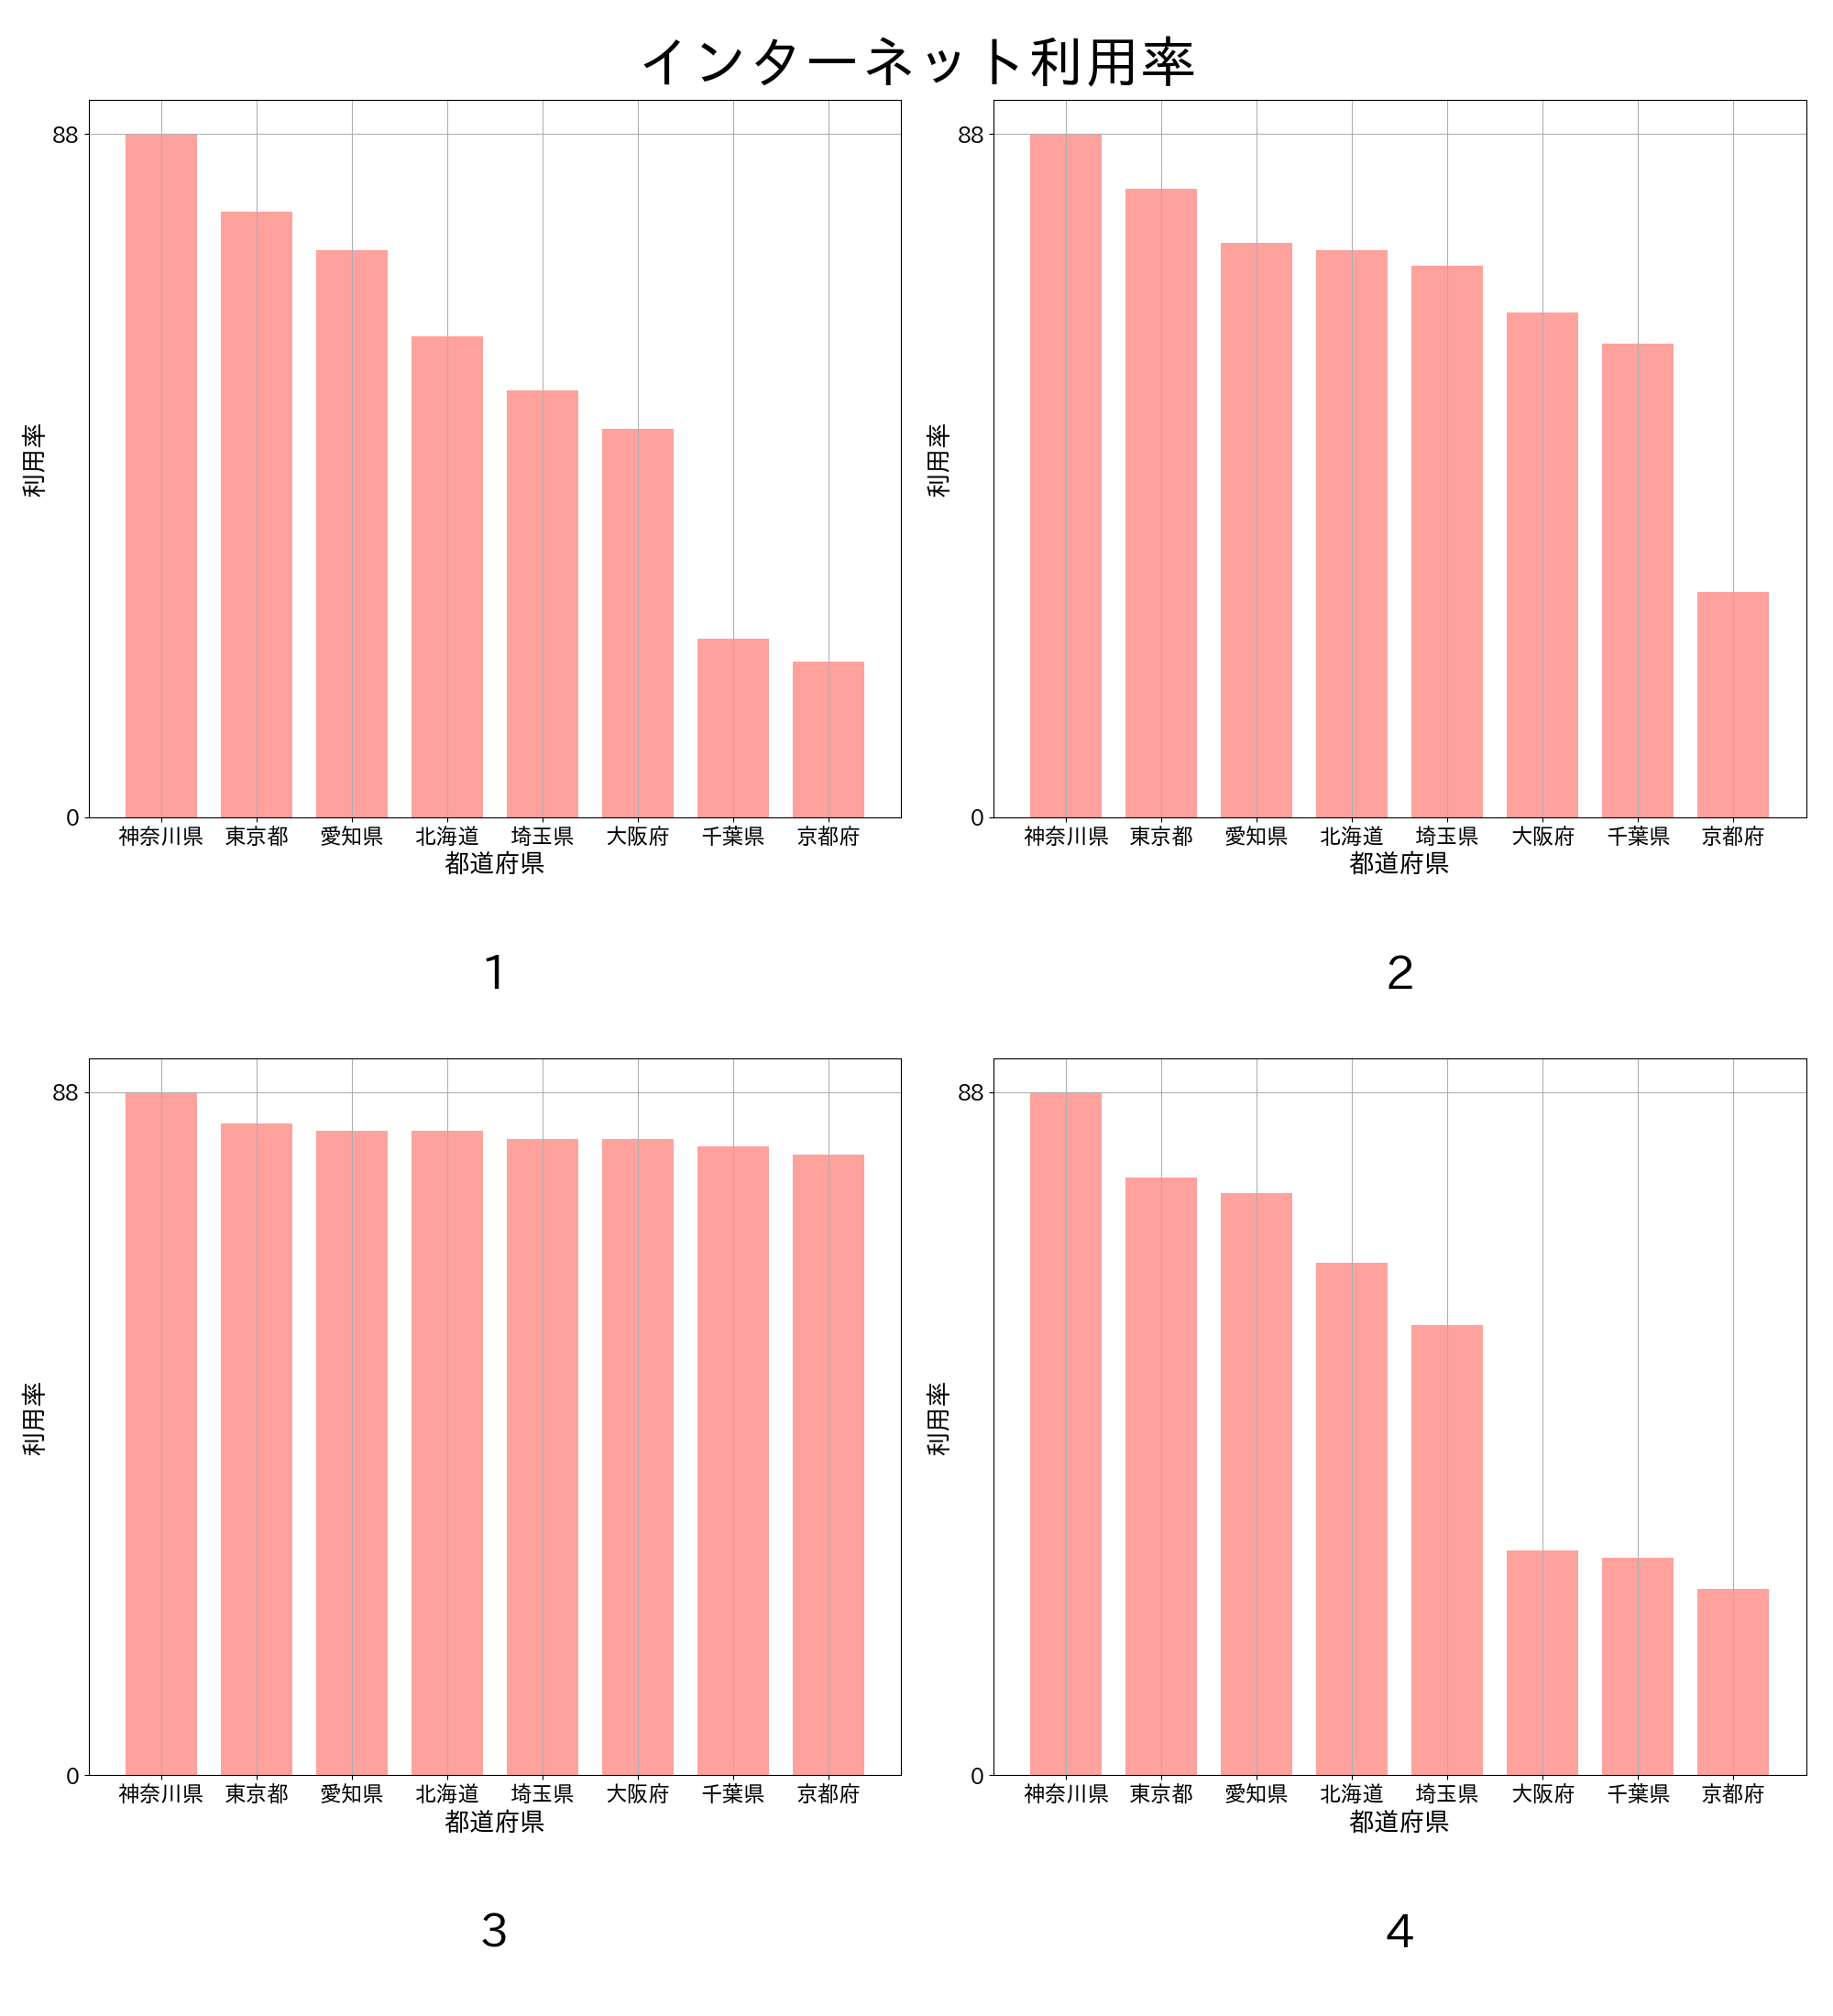 インターネット利用率
88
0
利用率
神奈川県 東京都 愛知県 北海道 埼玉県 大阪府 千葉県 京都府
都道府県
1
88
0
利用率
神奈川県 東京都 愛知県 北海道 埼玉県 大阪府 千葉県 京都府
都道府県
2
88
0
利用率
神奈川県 東京都 愛知県 北海道 埼玉県 大阪府 千葉県 京都府
都道府県
3
88
0
利用率
神奈川県 東京都 愛知県 北海道 埼玉県 大阪府 千葉県 京都府
都道府県
4